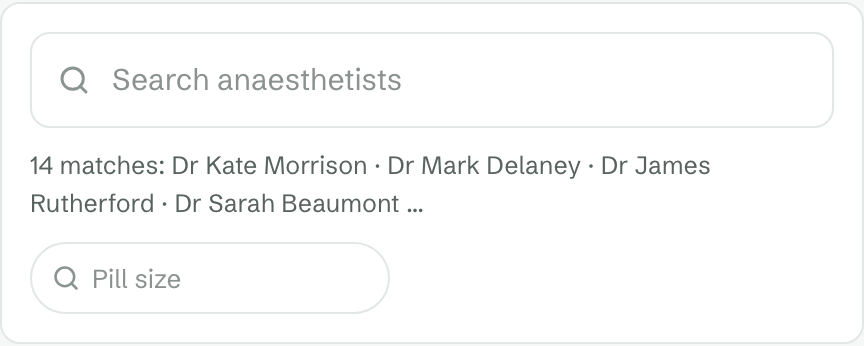 Search anaesthetists
14 matches: Dr Kate Morrison · Dr Mark Delaney · Dr James
Rutherford · Dr Sarah Beaumont ...
Pill size